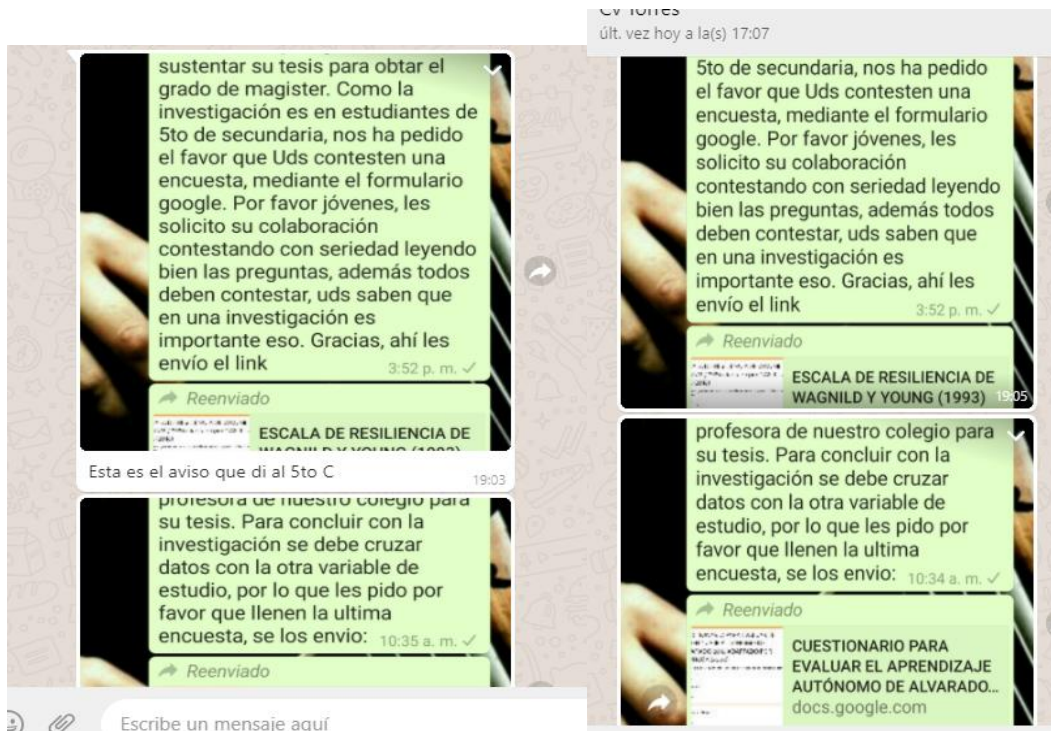 sustentar su tesis para obtar el
grado de magister. Como la
investigación es en estudiantes de
5to de secundaria, nos ha pedido
el favor que Uds contesten una
encuesta, mediante el formulario
google. Por favor jóvenes, les
solicito su colaboración
contestando con seriedad leyendo
bien las preguntas, además todos
deben contestar, uds saben que
en una investigación es
importante eso. Gracias, ahí les
envío el link
3:52 p. m.
Reenviado
ESCALA DE RESILIENCIA DE
WAGNILD Y YOUNG (1993)
Esta es el aviso que di al 5to C
19:03
profesora de nuestro colegio para
su tesis. Para concluir con la
investigación se debe cruzar
datos con la otra variable de
estudio, por lo que les pido por
favor que llenen la ultima
encuesta, se los envio:
10:35 a. m.
Reenviado
Escribe un mensaje aquí
Cv Torres
últ. vez hoy a la(s) 17:07
5to de secundaria, nos ha pedido
el favor que Uds contesten una
encuesta, mediante el formulario
google. Por favor jóvenes, les
solicito su colaboración
contestando con seriedad leyendo
bien las preguntas, además todos
deben contestar, uds saben que
en una investigación es
importante eso. Gracias, ahí les
envío el link
3:52 p. m.
Reenviado
ESCALA DE RESILIENCIA DE
WAGNILD Y YOUNG (1993)
19:05
profesora de nuestro colegio para
su tesis. Para concluir con la
investigación se debe cruzar
datos con la otra variable de
estudio, por lo que les pido por
favor que llenen la ultima
encuesta, se los envio:
10:34 a. m.
Reenviado
CUESTIONARIO PARA
EVALUAR EL APRENDIZAJE
AUTÓNOMO DE ALVARADO...
docs.google.com